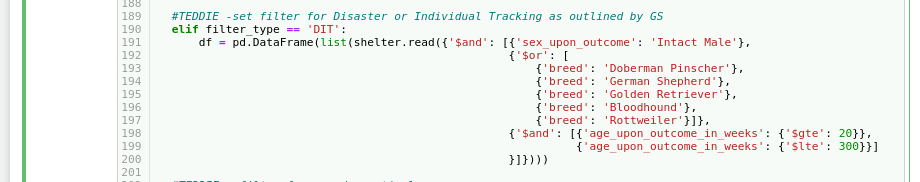 188
189 #TEDDIE -set filter for Disaster or Individual Tracking as outlined by GS
190 elif filter_type == 'DIT':
191 df = pd.DataFrame(list(shelter.read({'$and': [{'sex_upon_outcome': 'Intact Male'},
192 {'$or': [
193 {'breed': 'Doberman Pinscher'},
194 {'breed': 'German Shepherd'},
195 {'breed': 'Golden Retriever'},
196 {'breed': 'Bloodhound'},
197 {'breed': 'Rottweiler'}]},
198 {'$and': [{'age_upon_outcome_in_weeks': {'$gte': 20}},
199 {'age_upon_outcome_in_weeks': {'$lte': 300}}]
200 }]})))
201